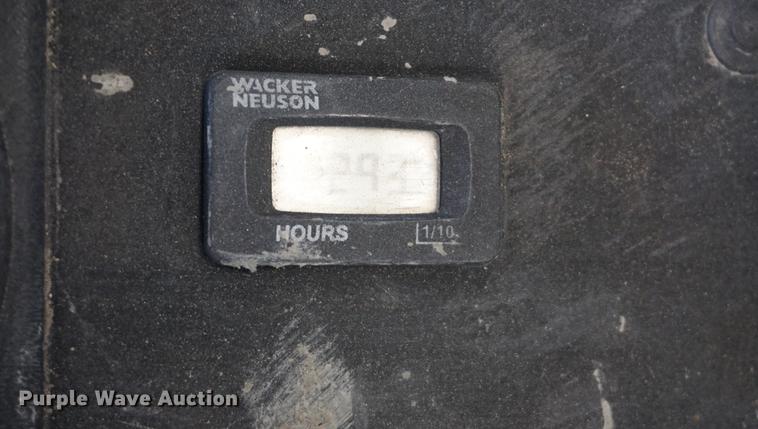 WACKER
NEUSON
HOURS
1/10
Purple Wave Auction